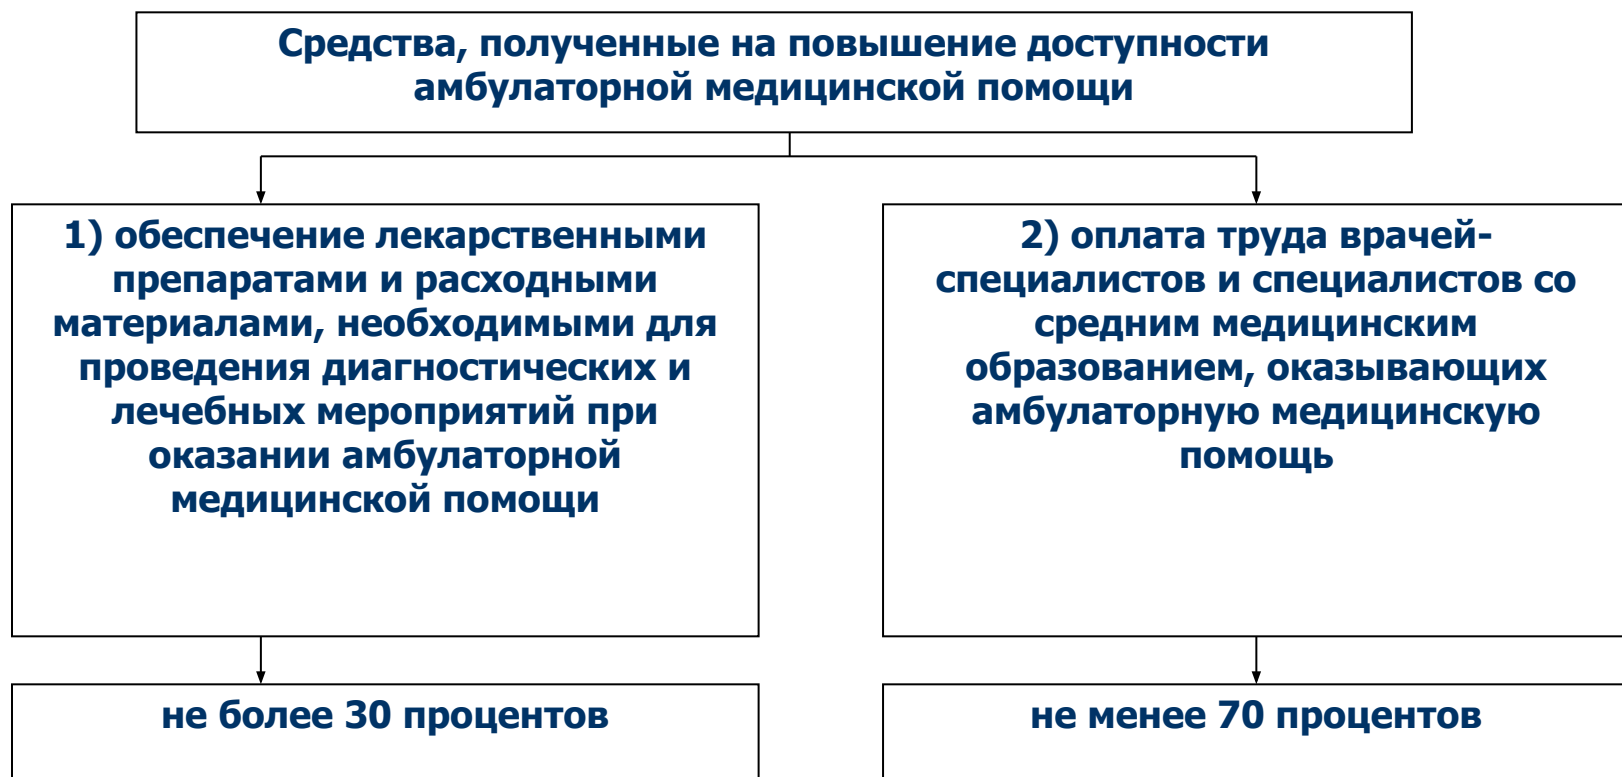 Средства, полученные на повышение доступности
амбулаторной медицинской помощи
1) обеспечение лекарственными
препаратами и расходными
материалами, необходимыми для
проведения диагностических и
лечебных мероприятий при
оказании амбулаторной
медицинской помощи
2) оплата труда врачей-
специалистов и специалистов со
средним медицинским
образованием, оказывающих
амбулаторную медицинскую
помощь
не более 30 процентов
не менее 70 процентов